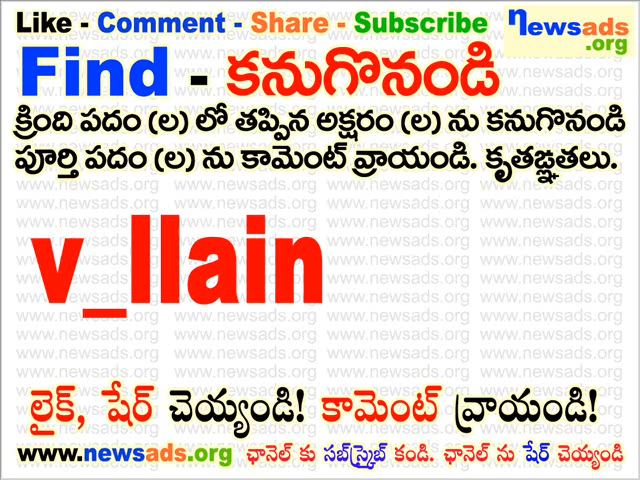 Like - Comment - Share - Subscribe
newsads
.org
Find - కనుగొనండి
క్రింది పదం (ల) లో తప్పిన అక్షరం (ల) ను కనుగొనండి
పూర్తి పదం (ల) ను కామెంట్ వ్రాయండి. కృతఙ్ఞతలు.
v_llain
లైక్, షేర్ చెయ్యండి! కామెంట్ వ్రాయండి!
www.newsads.org ఛానెల్ కు సబ్‌స్క్రైబ్ కండి. ఛానెల్ ను షేర్ చెయ్యండి